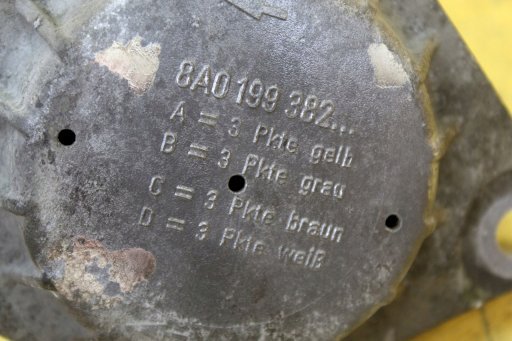 8A0 199 382...
A = 3 Pkte gelb
B = 3 Pkte grau
C = 3 Pkte braun
D = 3 Pkte weiß